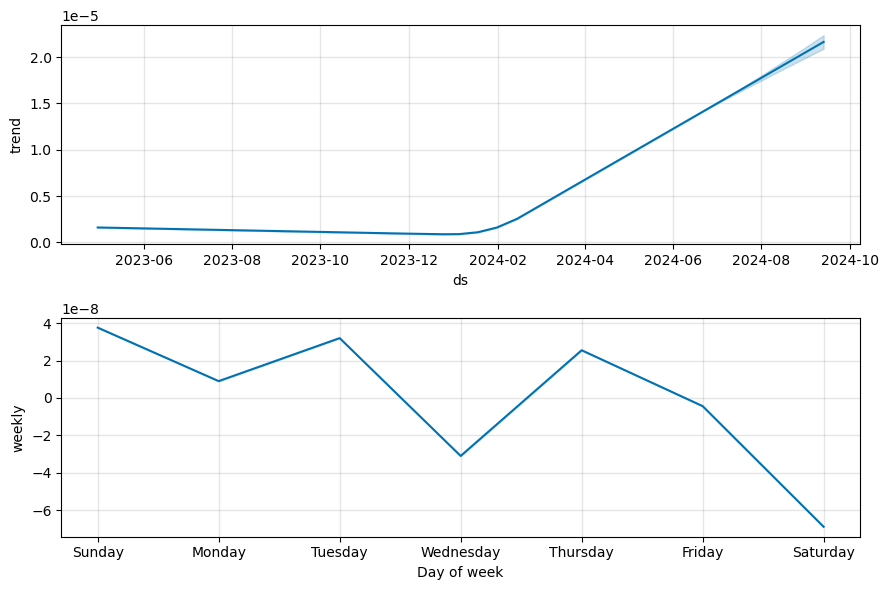 1e−5
2.0
1.5
1.0
0.5
0.0
trend
2023-06 2023-08 2023-10 2023-12 2024-02 2024-04 2024-06 2024-08 2024-10
ds
1e−8
4
2
0
−2
−4
−6
weekly
Sunday Monday Tuesday Wednesday Thursday Friday Saturday
Day of week